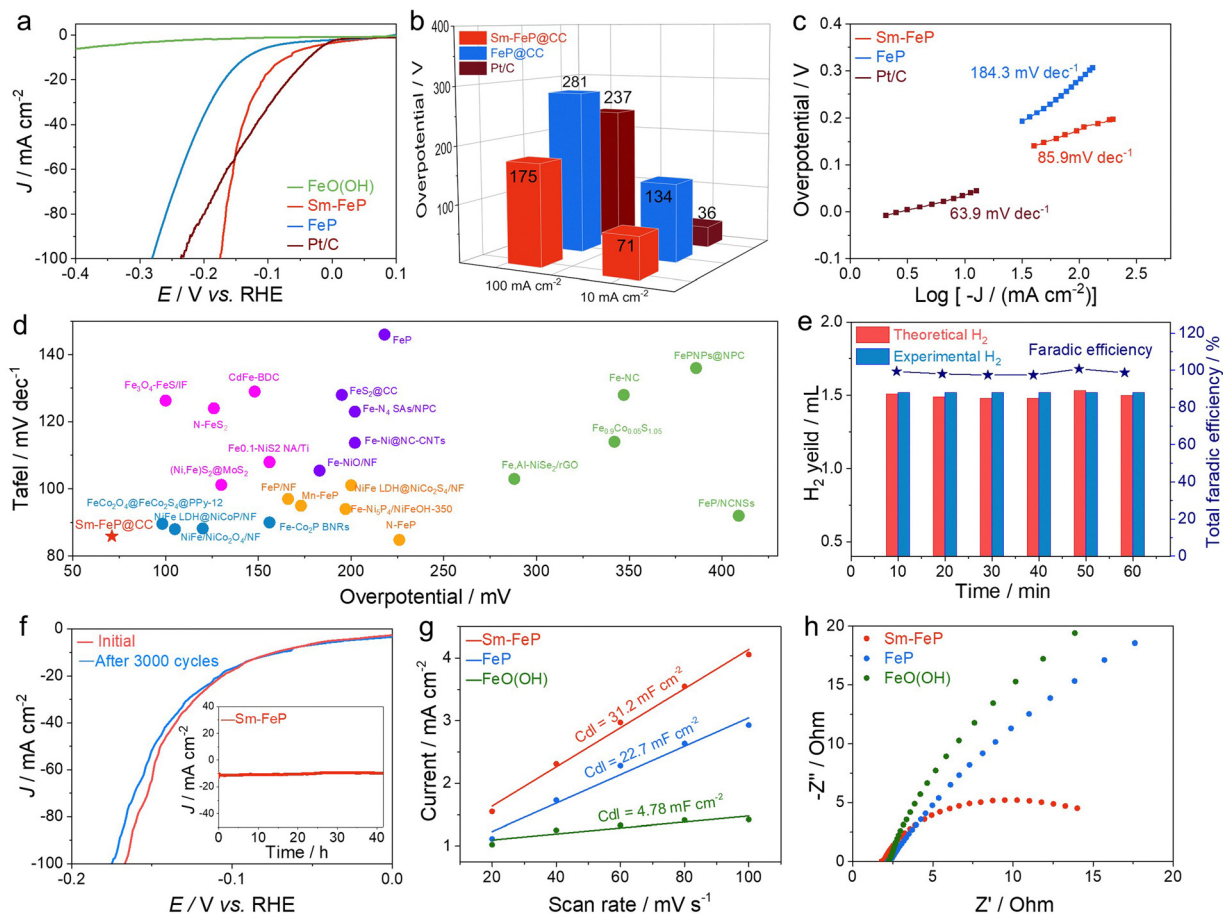 a
0
-20
-40
-60
-80
-100
J / mA cm-2
-0.4
-0.3
-0.2
-0.1
0.0
0.1
E / V vs. RHE
FeO(OH)
Sm-FeP
FeP
Pt/C
b
400
300
200
100
Overpotential / V
Sm-FeP@CC
FeP@CC
Pt/C
281
237
175
134
36
71
100 mA cm-2
10 mA cm-2
c
0.4
0.3
0.2
0.1
0.0
-0.1
Overpotential / V
Sm-FeP
FeP
Pt/C
184.3 mV dec-1
85.9mV dec-1
63.9 mV dec-1
0.0
0.5
1.0
1.5
2.0
2.5
Log [ -J / (mA cm-2)]
d
140
120
100
80
Tafel / mV dec-1
FeP
FePNPs@NPC
CdFe-BDC
Fe3O4-FeS/IF
FeS2@CC
Fe-NC
N-FeS2
Fe-N4 SAs/NPC
Fe-Ni@NC-CNTs
Fe0.9Co0.05S1.05
Fe0.1-NiS2 NA/Ti
(Ni,Fe)S2@MoS2
Fe-NiO/NF
Fe,Al-NiSe2/rGO
FeP/NF
NiFe LDH@NiCo2S4/NF
Mn-FeP
FeCo2O4@FeCo2S4@PPy-12
NiFe LDH@NiCoP/NF
Fe-Ni5P4/NiFeOH-350
FeP/NCNSs
Sm-FeP@CC
Fe-Co2P BNRs
N-FeP
NiFe/NiCo2O4/NF
50
100
150
200
250
300
350
400
Overpotential / mV
e
2.0
1.5
1.0
0.5
H2 yeild / mL
Theoretical H2
Experimental H2
Faradic efficiency
120
100
80
60
40
20
0
Total faradic efficiency / %
0
10
20
30
40
50
60
Time / min
f
0
-20
-40
-60
-80
-100
J / mA cm-2
Initial
After 3000 cycles
40
20
0
-20
-40
J / mA cm-2
Sm-FeP
0
10
20
30
40
Time / h
-0.2
-0.1
0.0
E / V vs. RHE
g
4
3
2
1
Current / mA cm-2
Sm-FeP
FeP
FeO(OH)
Cdl = 31.2 mF cm-2
Cdl = 22.7 mF cm-2
Cdl = 4.78 mF cm-2
20
40
60
80
100
Scan rate / mV s-1
h
-20
-15
-10
-5
0
-Z'' / Ohm
Sm-FeP
FeP
FeO(OH)
0
5
10
15
20
Z' / Ohm